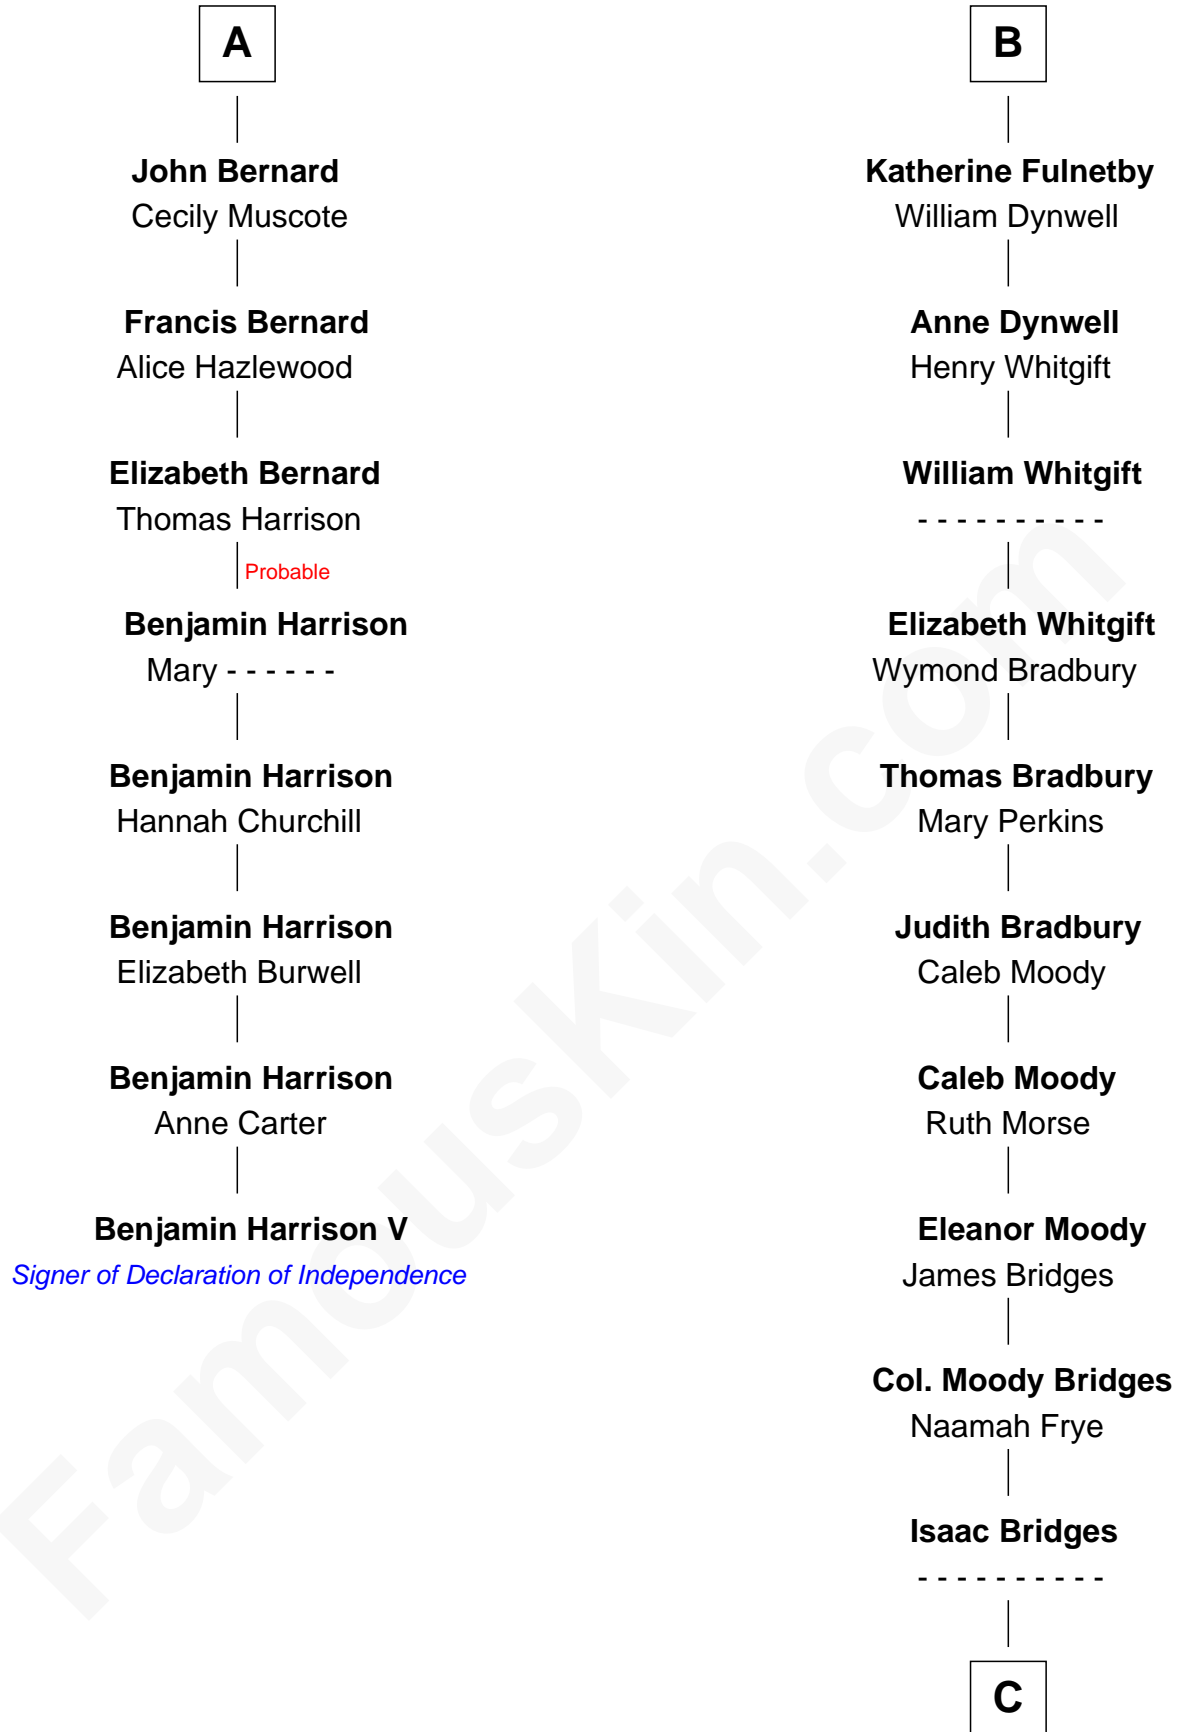 A
John Bernard
Cecily Muscote
Francis Bernard
Alice Hazlewood
Elizabeth Bernard
Thomas Harrison
Probable
Benjamin Harrison
Mary - - - - - -
Benjamin Harrison
Hannah Churchill
Benjamin Harrison
Elizabeth Burwell
Benjamin Harrison
Anne Carter
Benjamin Harrison V
Signer of Declaration of Independence
B
Katherine Fulnetby
William Dynwell
Anne Dynwell
Henry Whitgift
William Whitgift
- - - - - - - - - -
Elizabeth Whitgift
Wymond Bradbury
Thomas Bradbury
Mary Perkins
Judith Bradbury
Caleb Moody
Caleb Moody
Ruth Morse
Eleanor Moody
James Bridges
Col. Moody Bridges
Naamah Frye
Isaac Bridges
- - - - - - - - - -
C
FamousKin.com